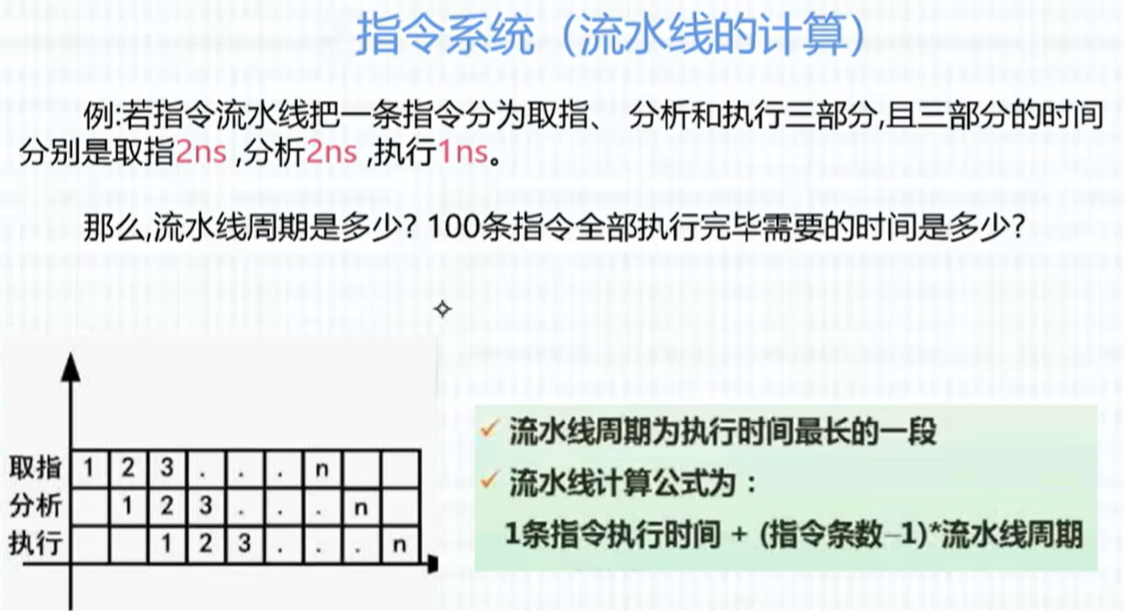 指令系统（流水线的计算）
例:若指令流水线把一条指令分为取指、 分析和执行三部分,且三部分的时间
分别是取指2ns ,分析2ns ,执行1ns。
那么,流水线周期是多少? 100条指令全部执行完毕需要的时间是多少?
取指 1 2 3 . . . n
分析 1 2 3 . . . n
执行 1 2 3 . . . n
✓ 流水线周期为执行时间最长的一段
✓ 流水线计算公式为：
1条指令执行时间 + (指令条数–1)*流水线周期